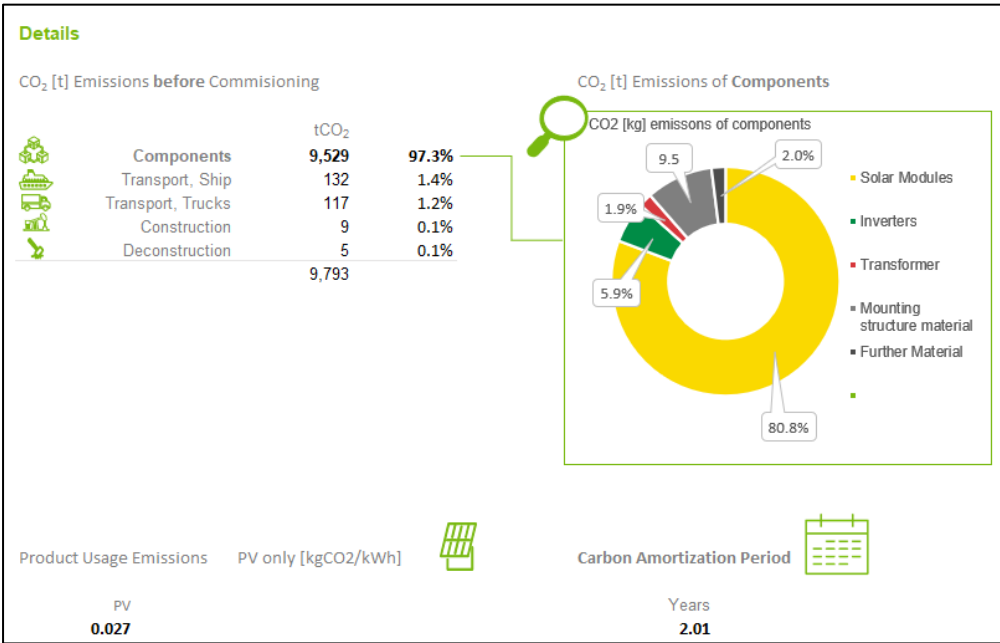 Details
CO₂ [t] Emissions before Commisioning
tCO₂
Components 9,529 97.3%
Transport, Ship 132 1.4%
Transport, Trucks 117 1.2%
Construction 9 0.1%
Deconstruction 5 0.1%
9,793
CO₂ [t] Emissions of Components
CO2 [kg] emissons of components
9.5
2.0%
1.9%
5.9%
80.8%
Solar Modules
Inverters
Transformer
Mounting
structure material
Further Material
Product Usage Emissions PV only [kgCO2/kWh]
PV
0.027
Carbon Amortization Period
Years
2.01